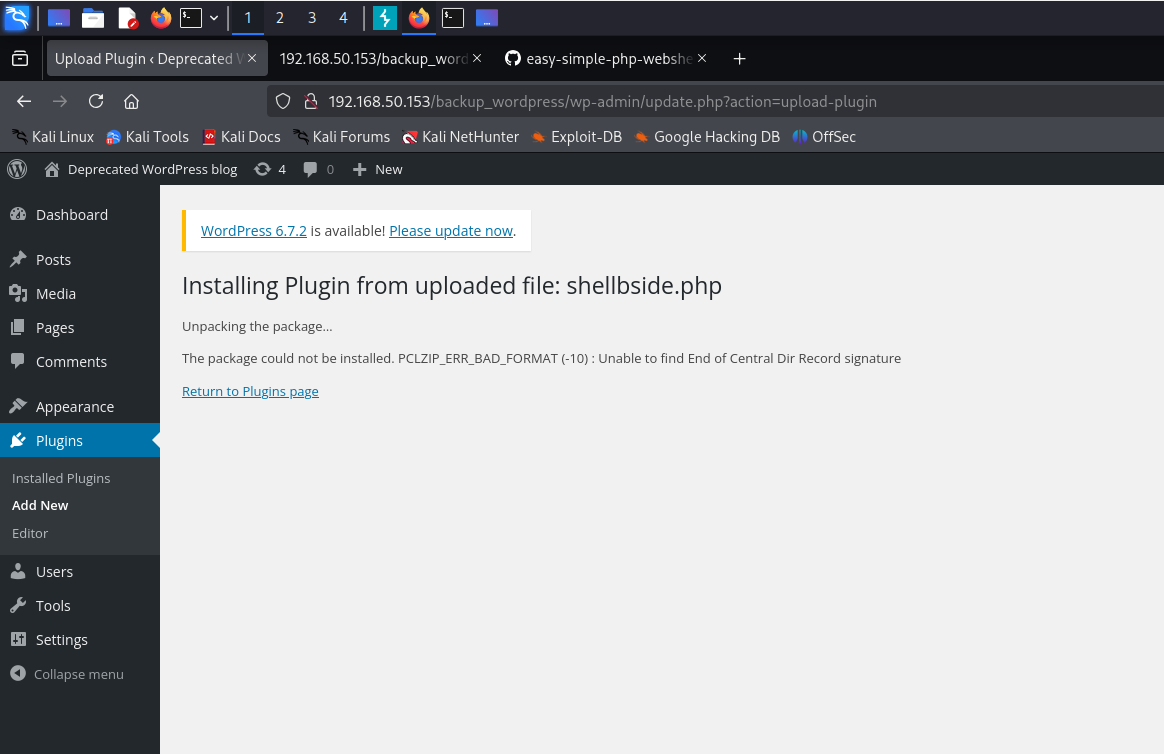 1 2 3 4
Upload Plugin ‹ Deprecated W
192.168.50.153/backup_word
easy-simple-php-webshe
192.168.50.153/backup_wordpress/wp-admin/update.php?action=upload-plugin
Kali Linux Kali Tools Kali Docs Kali Forums Kali NetHunter Exploit-DB Google Hacking DB OffSec
Deprecated WordPress blog 4 0 New
Dashboard
Posts
Media
Pages
Comments
Appearance
Plugins
Installed Plugins
Add New
Editor
Users
Tools
Settings
Collapse menu
WordPress 6.7.2 is available! Please update now.
Installing Plugin from uploaded file: shellbside.php
Unpacking the package…
The package could not be installed. PCLZIP_ERR_BAD_FORMAT (-10) : Unable to find End of Central Dir Record signature
Return to Plugins page